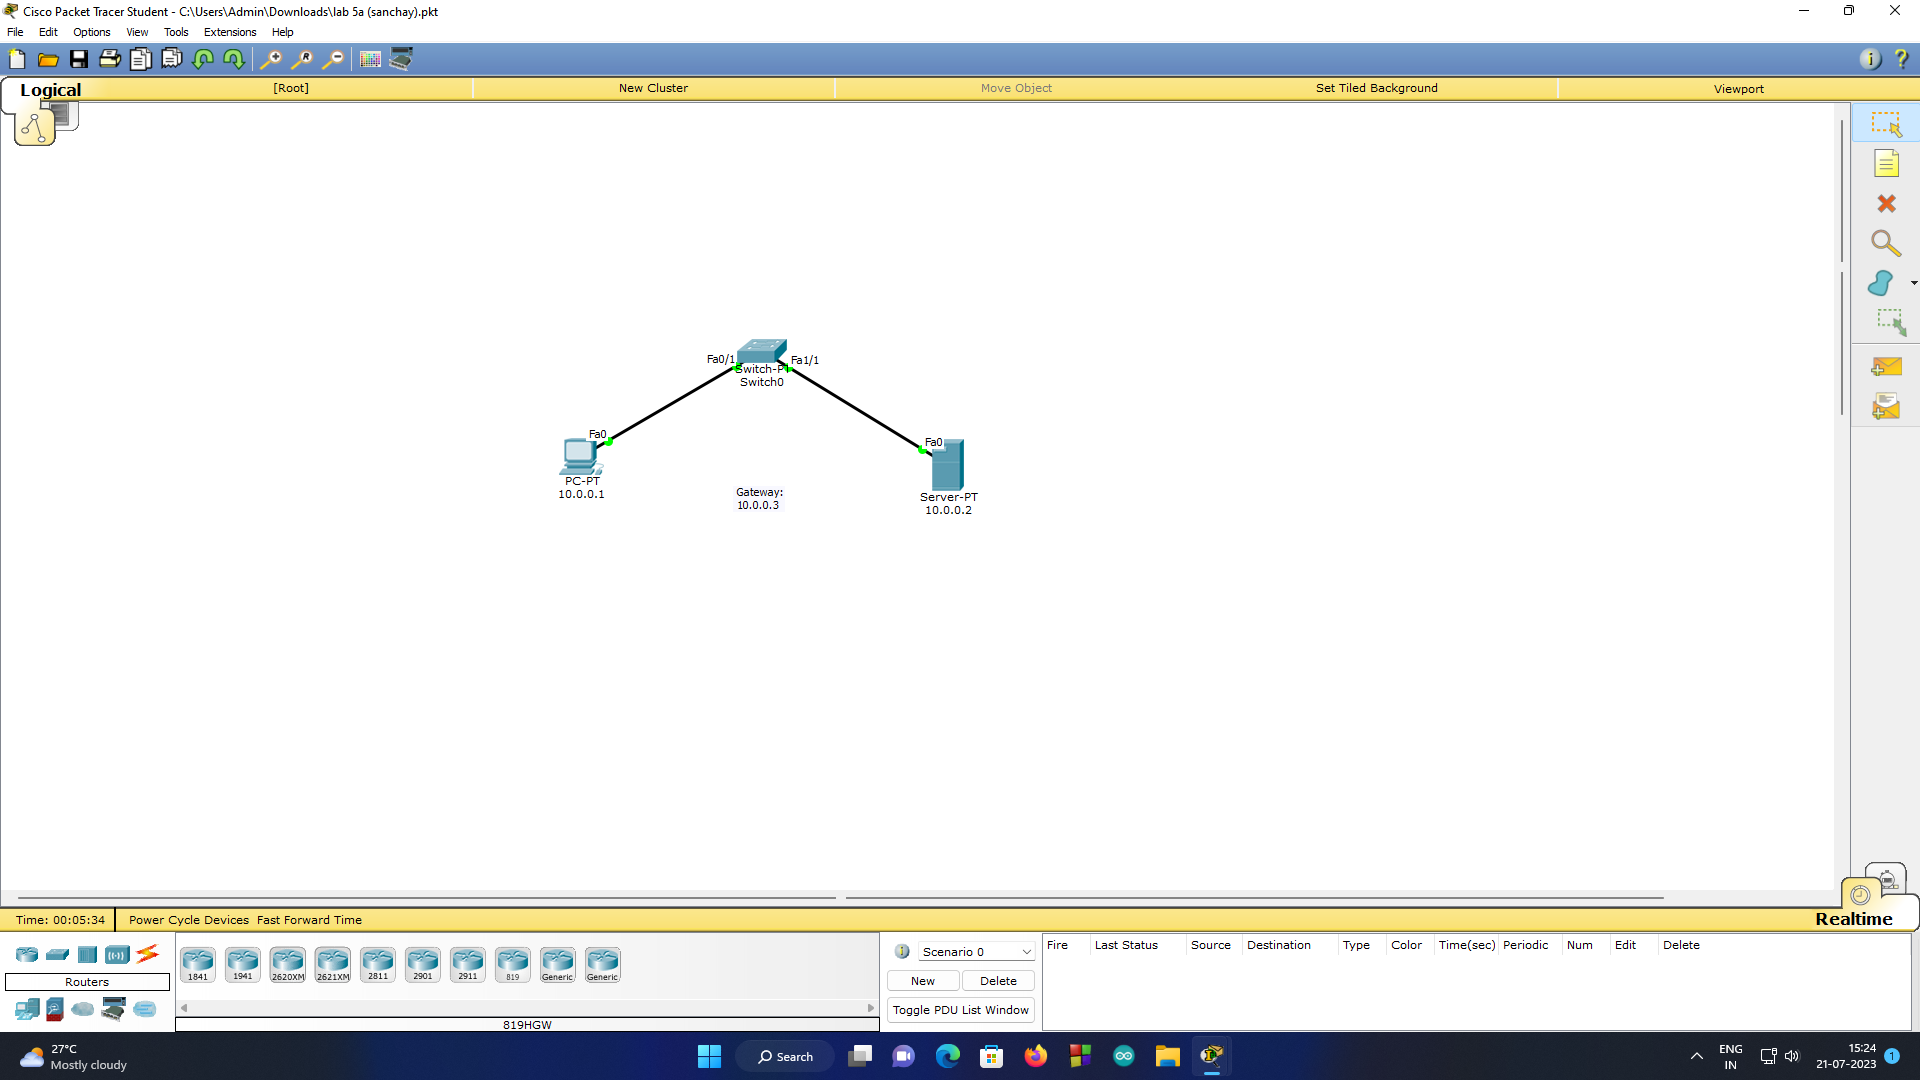 Cisco Packet Tracer Student - C:\Users\Admin\Downloads\lab 5a (sanchay).pkt
File Edit Options View Tools Extensions Help
Logical [Root] New Cluster Move Object Set Tiled Background Viewport
Fa0/1 Fa1/1
Switch-PT
Switch0
Fa0
PC-PT
10.0.0.1
Gateway:
10.0.0.3
Fa0
Server-PT
10.0.0.2
Time: 00:05:34 Power Cycle Devices Fast Forward Time
Realtime
Routers
1841 1941 2620XM 2621XM 2811 2901 2911 819 Generic Generic
819HGW
Scenario 0
New Delete
Toggle PDU List Window
Fire Last Status Source Destination Type Color Time(sec) Periodic Num Edit Delete
27°C
Mostly cloudy
Search
ENG
IN
15:24
21-07-2023
1